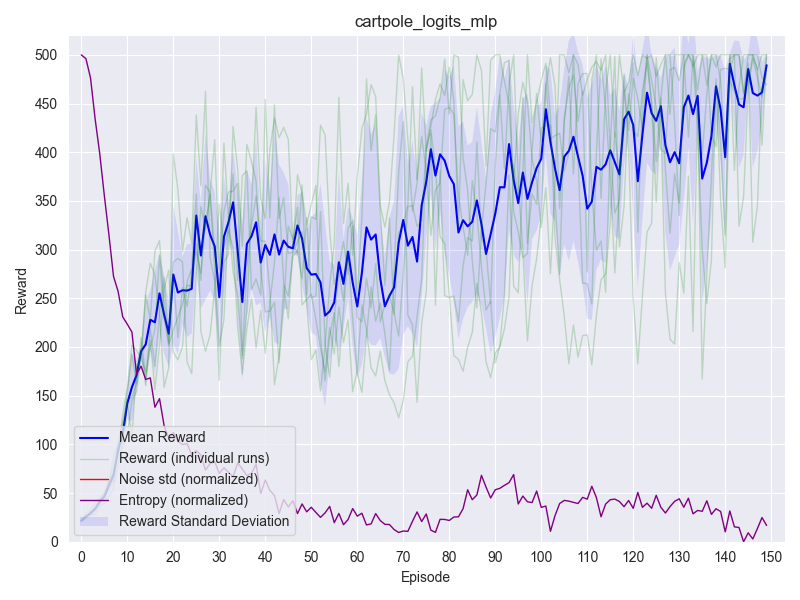 cartpole_logits_mlp
500
450
400
350
300
250
200
150
100
50
0
Reward
Mean Reward
Reward (individual runs)
Noise std (normalized)
Entropy (normalized)
Reward Standard Deviation
0 10 20 30 40 50 60 70 80 90 100 110 120 130 140 150
Episode